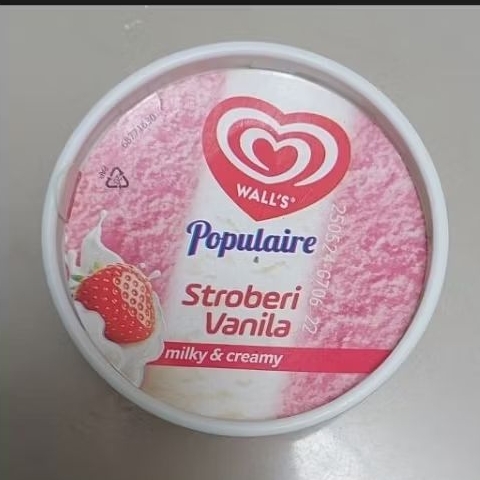 WALL'S®
Populaire
Stroberi
Vanila
milky & creamy